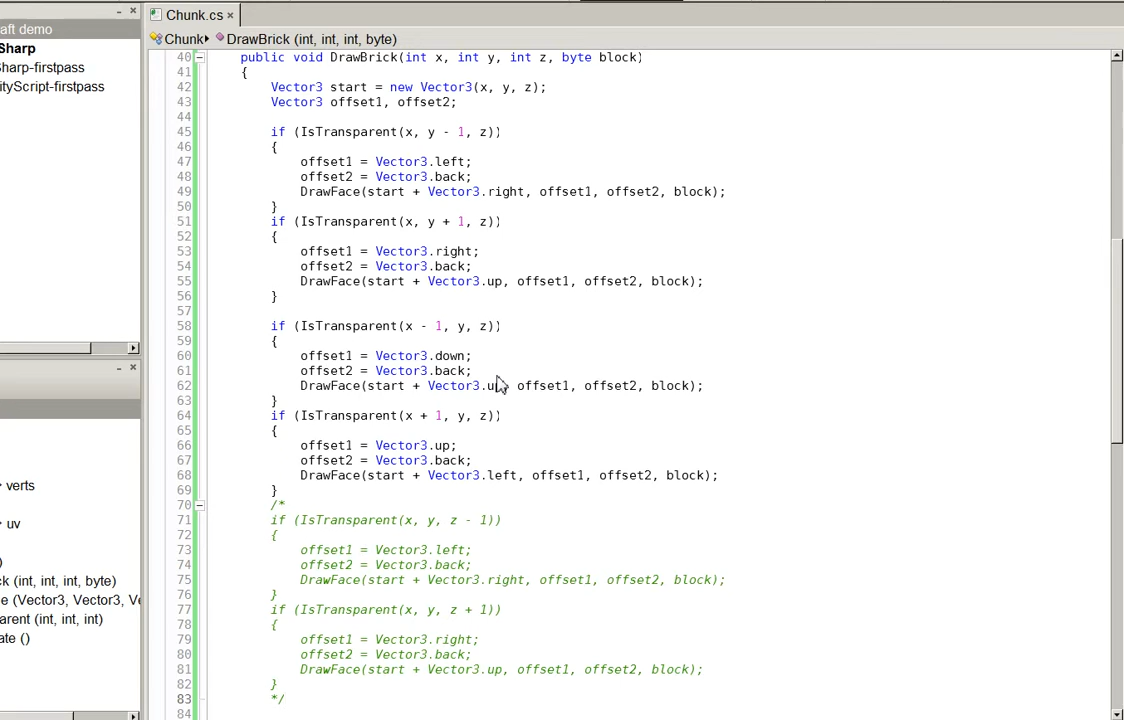 aft demo
Sharp
harp-firstpass
ityScript-firstpass
verts
uv
)
ck (int, int, int, byte)
e (Vector3, Vector3, Ve
arent (int, int, int)
ate ()
Chunk.cs ×
Chunk▸ DrawBrick (int, int, int, byte)
40 public void DrawBrick(int x, int y, int z, byte block)
41 {
42 Vector3 start = new Vector3(x, y, z);
43 Vector3 offset1, offset2;
44
45 if (IsTransparent(x, y - 1, z))
46 {
47 offset1 = Vector3.left;
48 offset2 = Vector3.back;
49 DrawFace(start + Vector3.right, offset1, offset2, block);
50 }
51 if (IsTransparent(x, y + 1, z))
52 {
53 offset1 = Vector3.right;
54 offset2 = Vector3.back;
55 DrawFace(start + Vector3.up, offset1, offset2, block);
56 }
57
58 if (IsTransparent(x - 1, y, z))
59 {
60 offset1 = Vector3.down;
61 offset2 = Vector3.back;
62 DrawFace(start + Vector3.up, offset1, offset2, block);
63 }
64 if (IsTransparent(x + 1, y, z))
65 {
66 offset1 = Vector3.up;
67 offset2 = Vector3.back;
68 DrawFace(start + Vector3.left, offset1, offset2, block);
69 }
70 /*
71 if (IsTransparent(x, y, z - 1))
72 {
73 offset1 = Vector3.left;
74 offset2 = Vector3.back;
75 DrawFace(start + Vector3.right, offset1, offset2, block);
76 }
77 if (IsTransparent(x, y, z + 1))
78 {
79 offset1 = Vector3.right;
80 offset2 = Vector3.back;
81 DrawFace(start + Vector3.up, offset1, offset2, block);
82 }
83 */
84